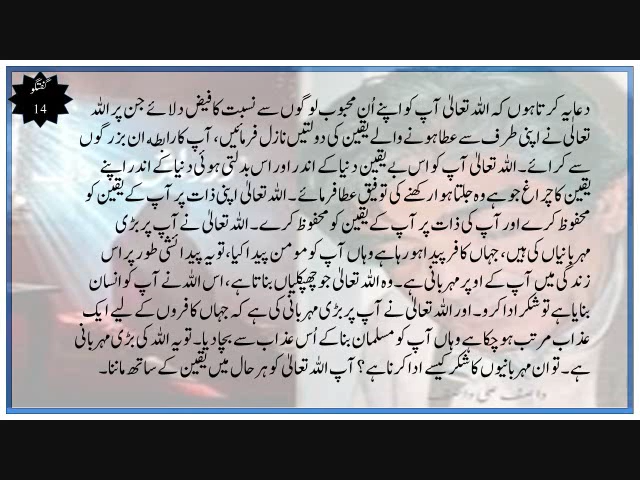 گفتگو
14
دعا یہ کرتا ہوں کہ اللہ تعالیٰ آپ کو اپنے اُن محبوب لوگوں سے نسبت کا فیض دلائے جن پر اللہ
تعالیٰ نے اپنی طرف سے عطا ہونے والے یقین کی دولتیں نازل فرمائیں، آپ کا رابطہ ان بزرگوں
سے کرائے۔ اللہ تعالیٰ آپ کو اس بے یقین دنیا کے اندر اور اس بدلتی ہوئی دنیا کے اندر اپنے
یقین کا چراغ جو ہے وہ جلتا ہوا رکھنے کی توفیق عطا فرمائے۔ اللہ تعالیٰ اپنی ذات پر آپ کے یقین کو
محفوظ کرے اور آپ کی ذات پر آپ کے یقین کو محفوظ کرے۔ اللہ تعالیٰ نے آپ پر بڑی
مہربانیاں کی ہیں، جہاں کافر پیدا ہو رہا ہے وہاں آپ کو مومن پیدا کیا، تو یہ پیدائشی طور پر اس
زندگی میں آپ کے اوپر مہربانی ہے۔ وہ اللہ تعالیٰ جو چھپکلیاں بناتا ہے، اس اللہ نے آپ کو انسان
بنایا ہے تو شکر ادا کرو۔ اور اللہ تعالیٰ نے آپ پر بڑی مہربانی کی ہے کہ جہاں کافروں کے لیے ایک
عذاب مرتب ہو چکا ہے وہاں آپ کو مسلمان بنا کے اُس عذاب سے بچا دیا۔ تو یہ اللہ کی بڑی مہربانی
ہے۔ تو ان مہربانیوں کا شکر کیسے ادا کرنا ہے؟ آپ اللہ تعالیٰ کو ہر حال میں یقین کے ساتھ ماننا۔
واصف علی واصف